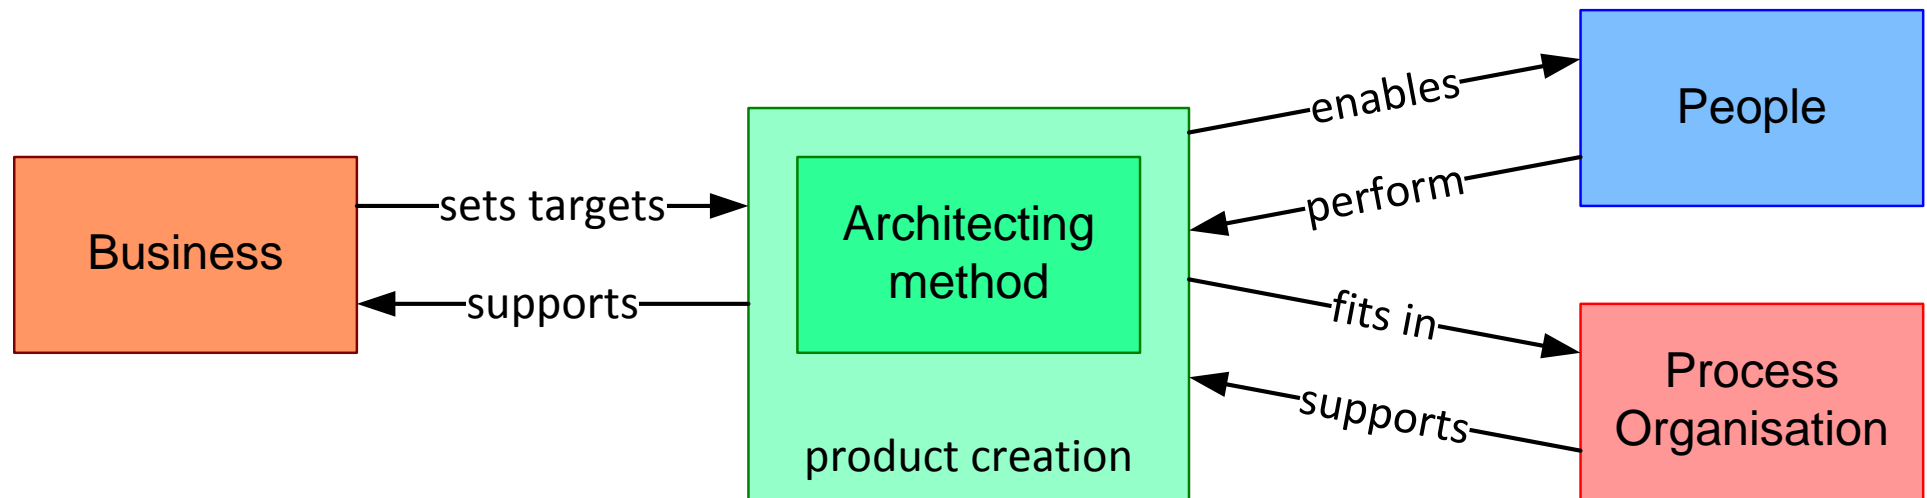 Business
sets targets
supports
Architecting
method
product creation
enables
perform
fits in
supports
People
Process
Organisation